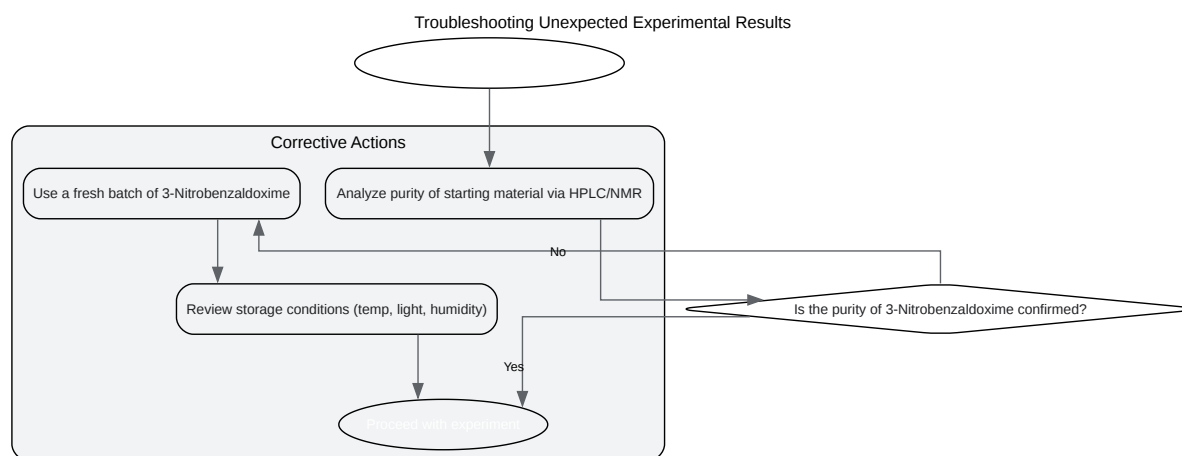 Troubleshooting Unexpected Experimental Results
Corrective Actions
Use a fresh batch of 3-Nitrobenzaldoxime
Analyze purity of starting material via HPLC/NMR
No
Review storage conditions (temp, light, humidity)
Is the purity of 3-Nitrobenzaldoxime confirmed?
Yes
Proceed with experiment